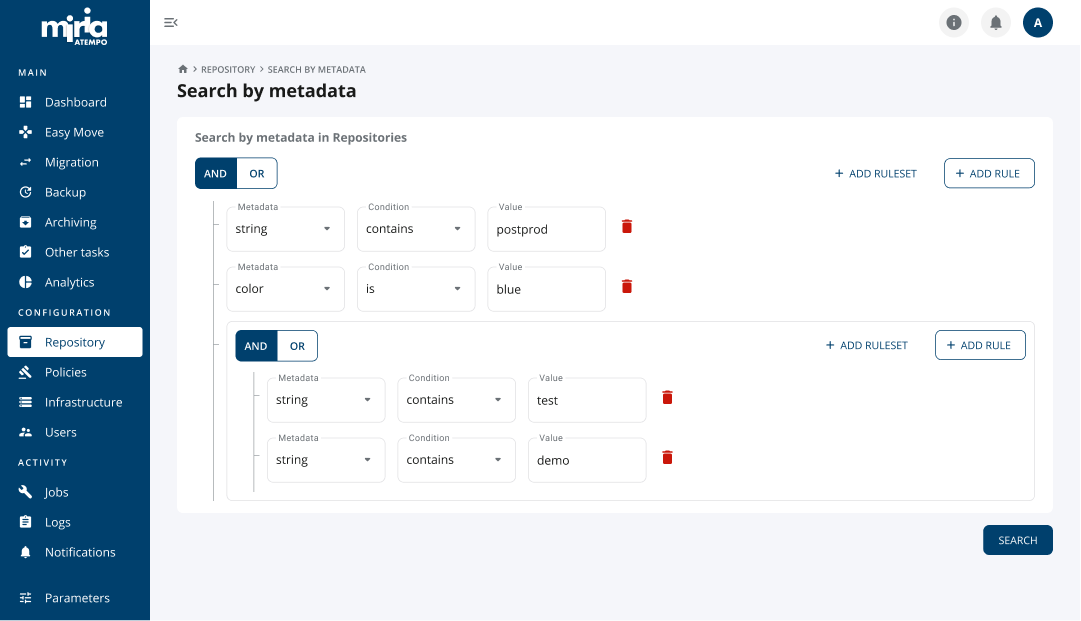 miria
ATEMPO
MAIN
Dashboard
Easy Move
Migration
Backup
Archiving
Other tasks
Analytics
CONFIGURATION
Repository
Policies
Infrastructure
Users
ACTIVITY
Jobs
Logs
Notifications
Parameters
A
> REPOSITORY > SEARCH BY METADATA
Search by metadata
Search by metadata in Repositories
AND OR + ADD RULESET + ADD RULE
Metadata Condition Value
string contains postprod
Metadata Condition Value
color is blue
AND OR + ADD RULESET + ADD RULE
Metadata Condition Value
string contains test
Metadata Condition Value
string contains demo
SEARCH